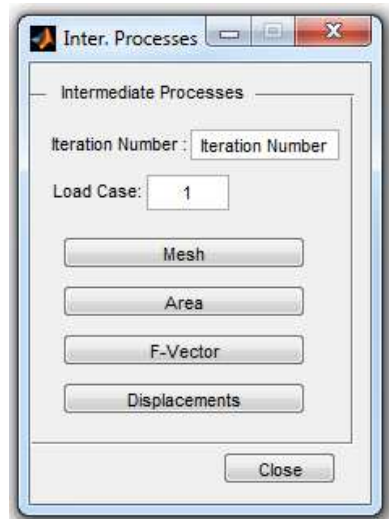 Inter. Processes
Intermediate Processes
Iteration Number : Iteration Number
Load Case: 1
Mesh
Area
F-Vector
Displacements
Close